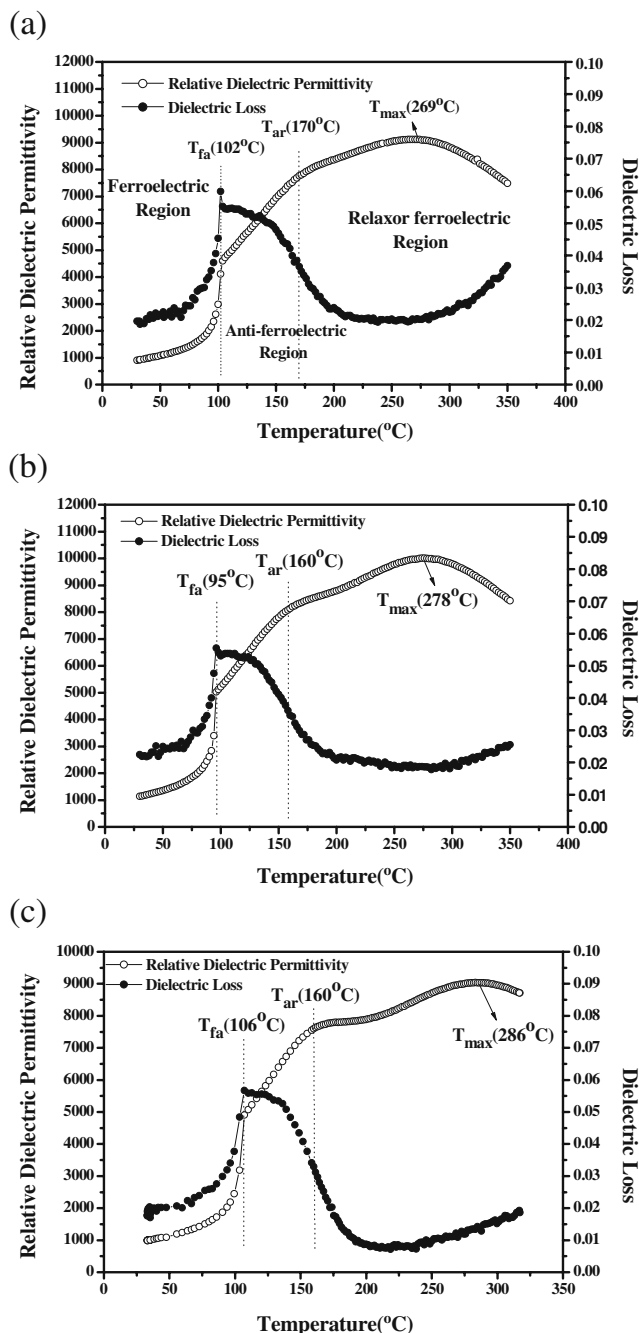 (a)
Relative Dielectric Permittivity
12000
11000
10000
9000
8000
7000
6000
5000
4000
3000
2000
1000
0
Relative Dielectric Permittivity
Dielectric Loss
Tfa(102°C)
Tar(170°C)
Tmax(269°C)
Ferroelectric
Region
Anti-ferroelectric
Region
Relaxor ferroelectric
Region
0.10
0.09
0.08
0.07
0.06
0.05
0.04
0.03
0.02
0.01
0.00
Dielectric Loss
0 50 100 150 200 250 300 350 400
Temperature(°C)
(b)
Relative Dielectric Permittivity
12000
11000
10000
9000
8000
7000
6000
5000
4000
3000
2000
1000
0
Relative Dielectric Permittivity
Dielectric Loss
Tfa(95°C)
Tar(160°C)
Tmax(278°C)
0.10
0.09
0.08
0.07
0.06
0.05
0.04
0.03
0.02
0.01
0.00
Dielectric Loss
0 50 100 150 200 250 300 350 400
Temperature(°C)
(c)
Relative Dielectric Permittivity
10000
9000
8000
7000
6000
5000
4000
3000
2000
1000
0
Relative Dielectric Permittivity
Dielectric Loss
Tfa(106°C)
Tar(160°C)
Tmax(286°C)
0.10
0.09
0.08
0.07
0.06
0.05
0.04
0.03
0.02
0.01
0.00
Dielectric Loss
0 50 100 150 200 250 300 350
Temperature(°C)